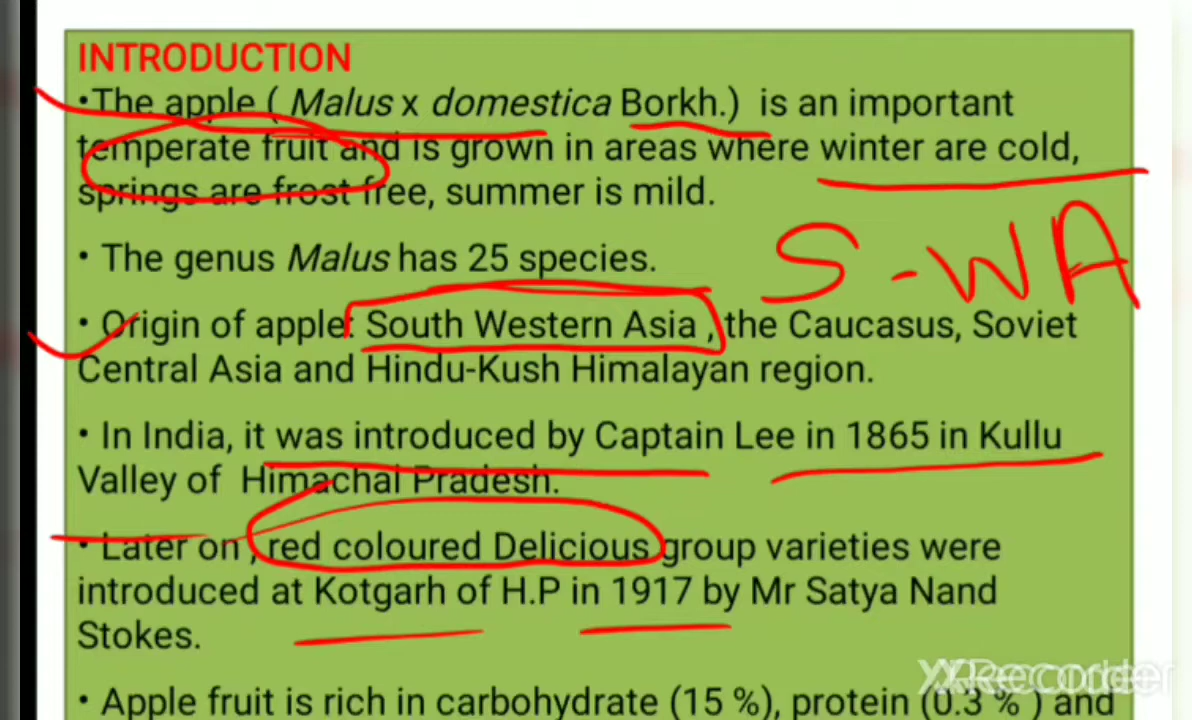 INTRODUCTION
•The apple ( Malus x domestica Borkh.) is an important
temperate fruit and is grown in areas where winter are cold,
springs are frost free, summer is mild.
• The genus Malus has 25 species.
S-WA
• Origin of apple: South Western Asia , the Caucasus, Soviet
Central Asia and Hindu-Kush Himalayan region.
• In India, it was introduced by Captain Lee in 1865 in Kullu
Valley of Himachal Pradesh.
• Later on , red coloured Delicious group varieties were
introduced at Kotgarh of H.P in 1917 by Mr Satya Nand
Stokes.
• Apple fruit is rich in carbohydrate (15 %), protein (0.3 % ) and